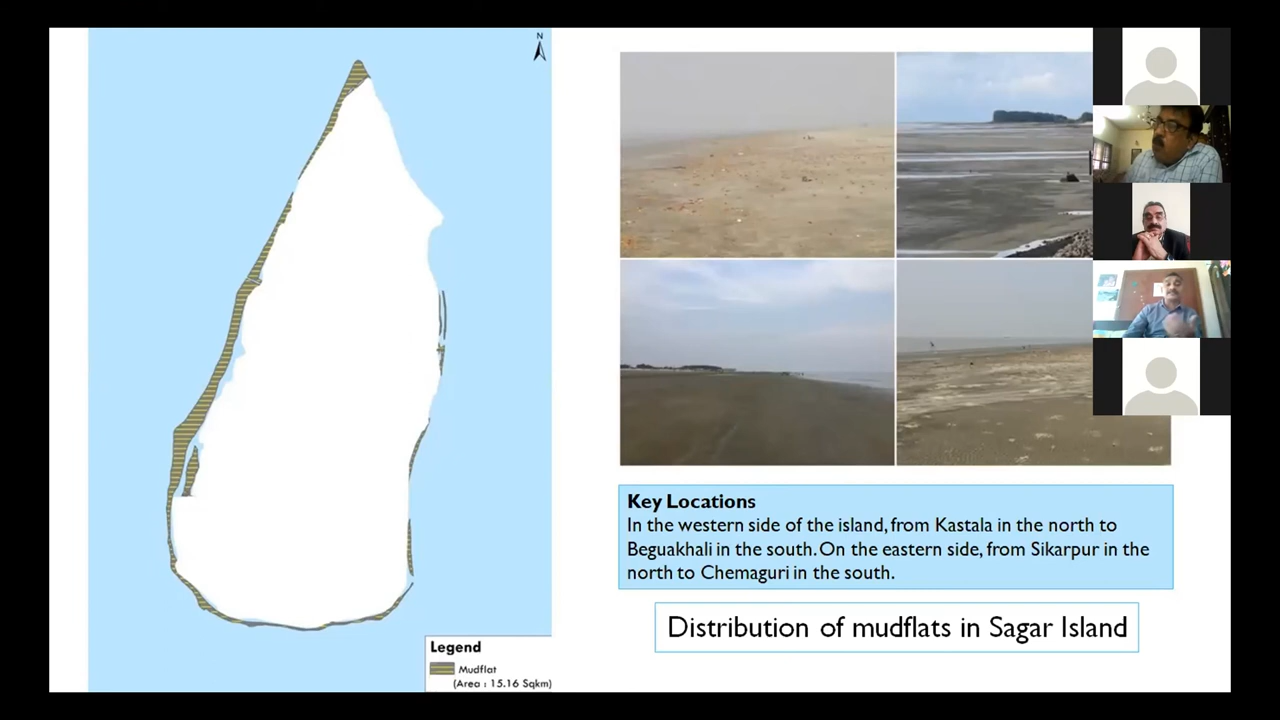 N
Key Locations
In the western side of the island, from Kastala in the north to
Beguakhali in the south. On the eastern side, from Sikarpur in the
north to Chemaguri in the south.
Distribution of mudflats in Sagar Island
Legend
Mudflat
(Area : 15.16 Sqkm)